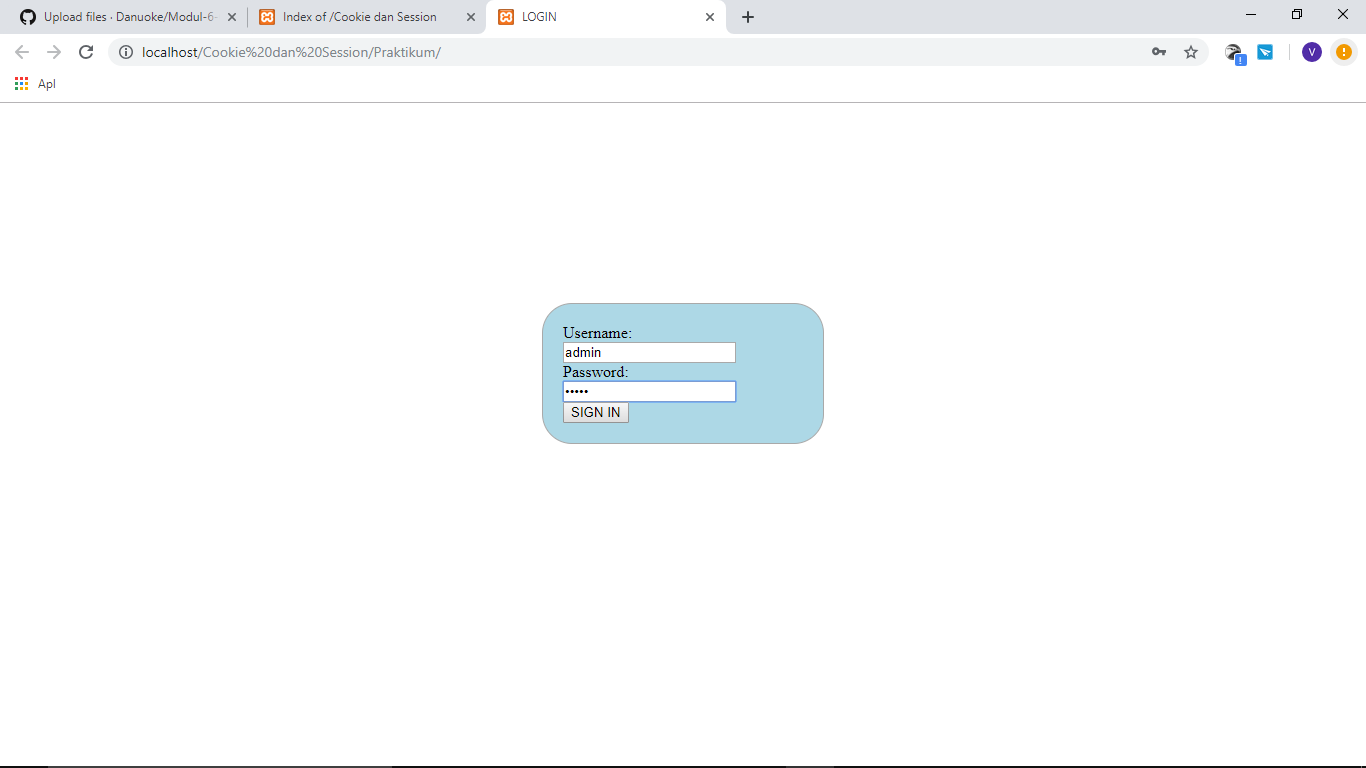 Upload files · Danuoke/Modul-6-
Index of /Cookie dan Session
LOGIN
localhost/Cookie%20dan%20Session/Praktikum/
V
Apl
Username:
admin
Password:
•••••
SIGN IN